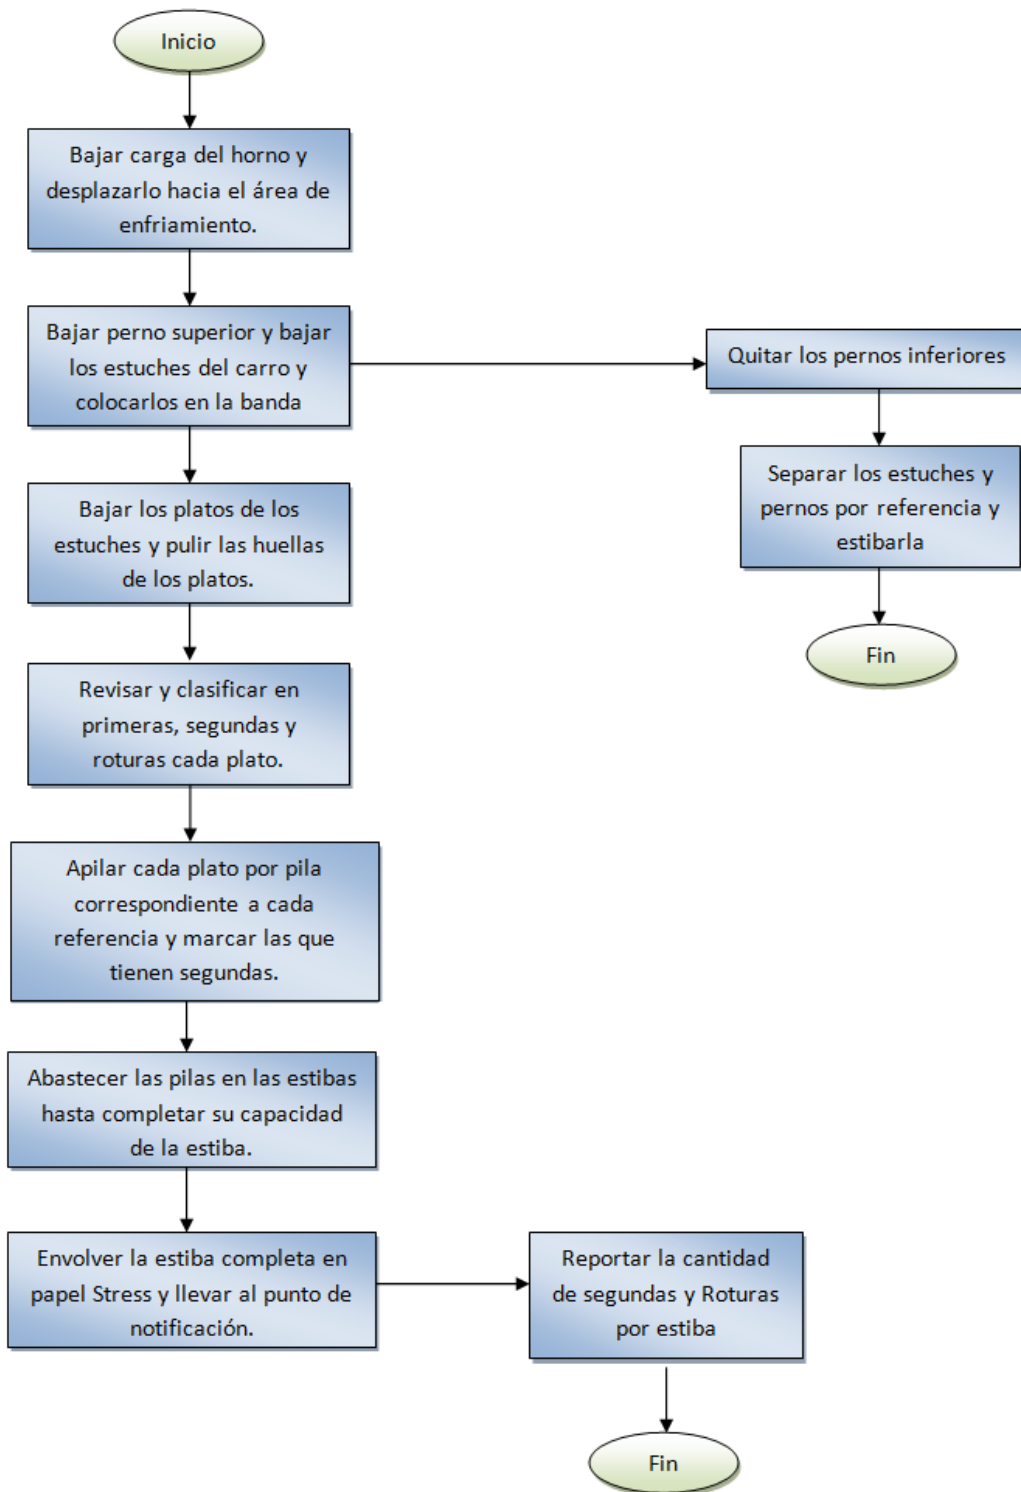 Inicio
Bajar carga del horno y
desplazarlo hacia el área de
enfriamiento.
Bajar perno superior y bajar
los estuches del carro y
colocarlos en la banda
Quitar los pernos inferiores
Separar los estuches y
pernos por referencia y
estibarla
Fin
Bajar los platos de los
estuches y pulir las huellas
de los platos.
Revisar y clasificar en
primeras, segundas y
roturas cada plato.
Apilar cada plato por pila
correspondiente a cada
referencia y marcar las que
tienen segundas.
Abastecer las pilas en las estibas
hasta completar su capacidad
de la estiba.
Envolver la estiba completa en
papel Stress y llevar al punto de
notificación.
Reportar la cantidad
de segundas y Roturas
por estiba
Fin